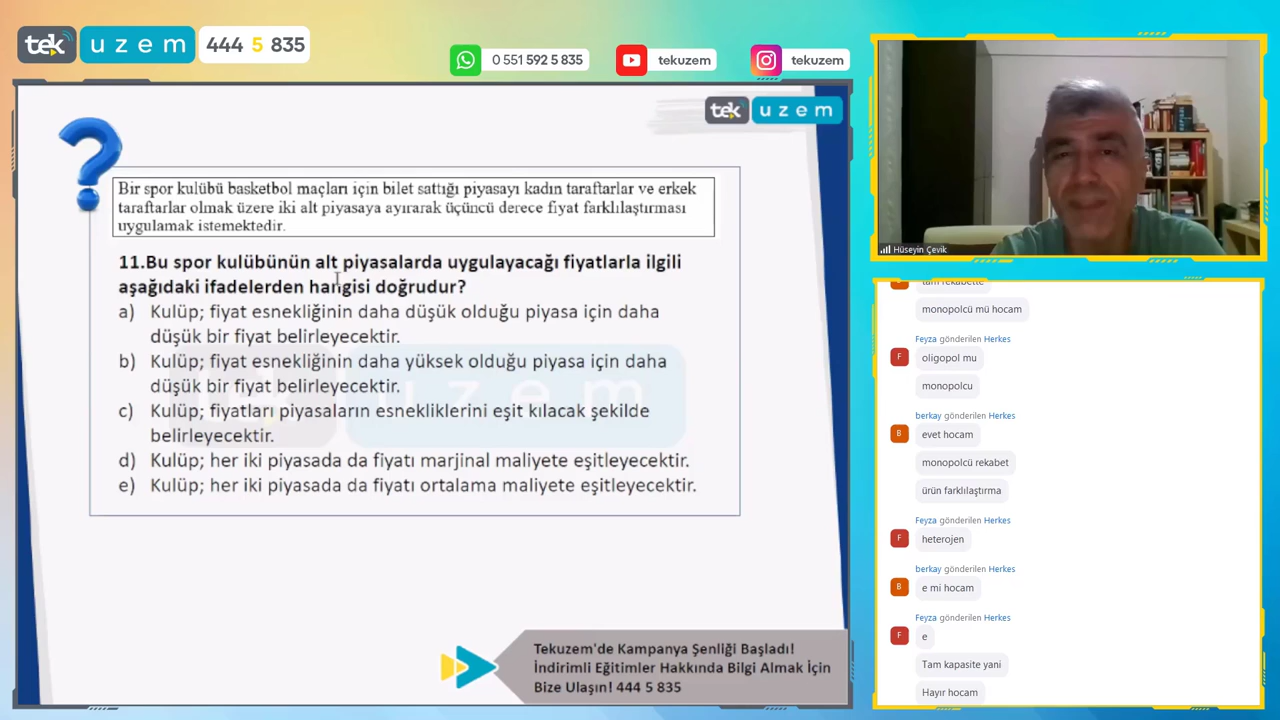 tek uzem 444 5 835
0 551 592 5 835
tekuzem
tekuzem
tek uzem
Bir spor kulübü basketbol maçları için bilet sattığı piyasayı kadın taraftarlar ve erkek
taraftarlar olmak üzere iki alt piyasaya ayırarak üçüncü derece fiyat farklılaştırması
uygulamak istemektedir.
11.Bu spor kulübünün alt piyasalarda uygulayacağı fiyatlarla ilgili
aşağıdaki ifadelerden hangisi doğrudur?
a) Kulüp; fiyat esnekliğinin daha düşük olduğu piyasa için daha
düşük bir fiyat belirleyecektir.
b) Kulüp; fiyat esnekliğinin daha yüksek olduğu piyasa için daha
düşük bir fiyat belirleyecektir.
c) Kulüp; fiyatları piyasaların esnekliklerini eşit kılacak şekilde
belirleyecektir.
d) Kulüp; her iki piyasada da fiyatı marjinal maliyete eşitleyecektir.
e) Kulüp; her iki piyasada da fiyatı ortalama maliyete eşitleyecektir.
Tekuzem'de Kampanya Şenliği Başladı!
İndirimli Eğitimler Hakkında Bilgi Almak İçin
Bize Ulaşın! 444 5 835
Hüseyin Çevik
tam rekabette
monopolcü mü hocam
Feyza gönderilen Herkes
F oligopol mu
monopolcu
berkay gönderilen Herkes
B evet hocam
monopolcü rekabet
ürün farklılaştırma
Feyza gönderilen Herkes
F heterojen
berkay gönderilen Herkes
B e mi hocam
Feyza gönderilen Herkes
F e
Tam kapasite yani
Hayır hocam